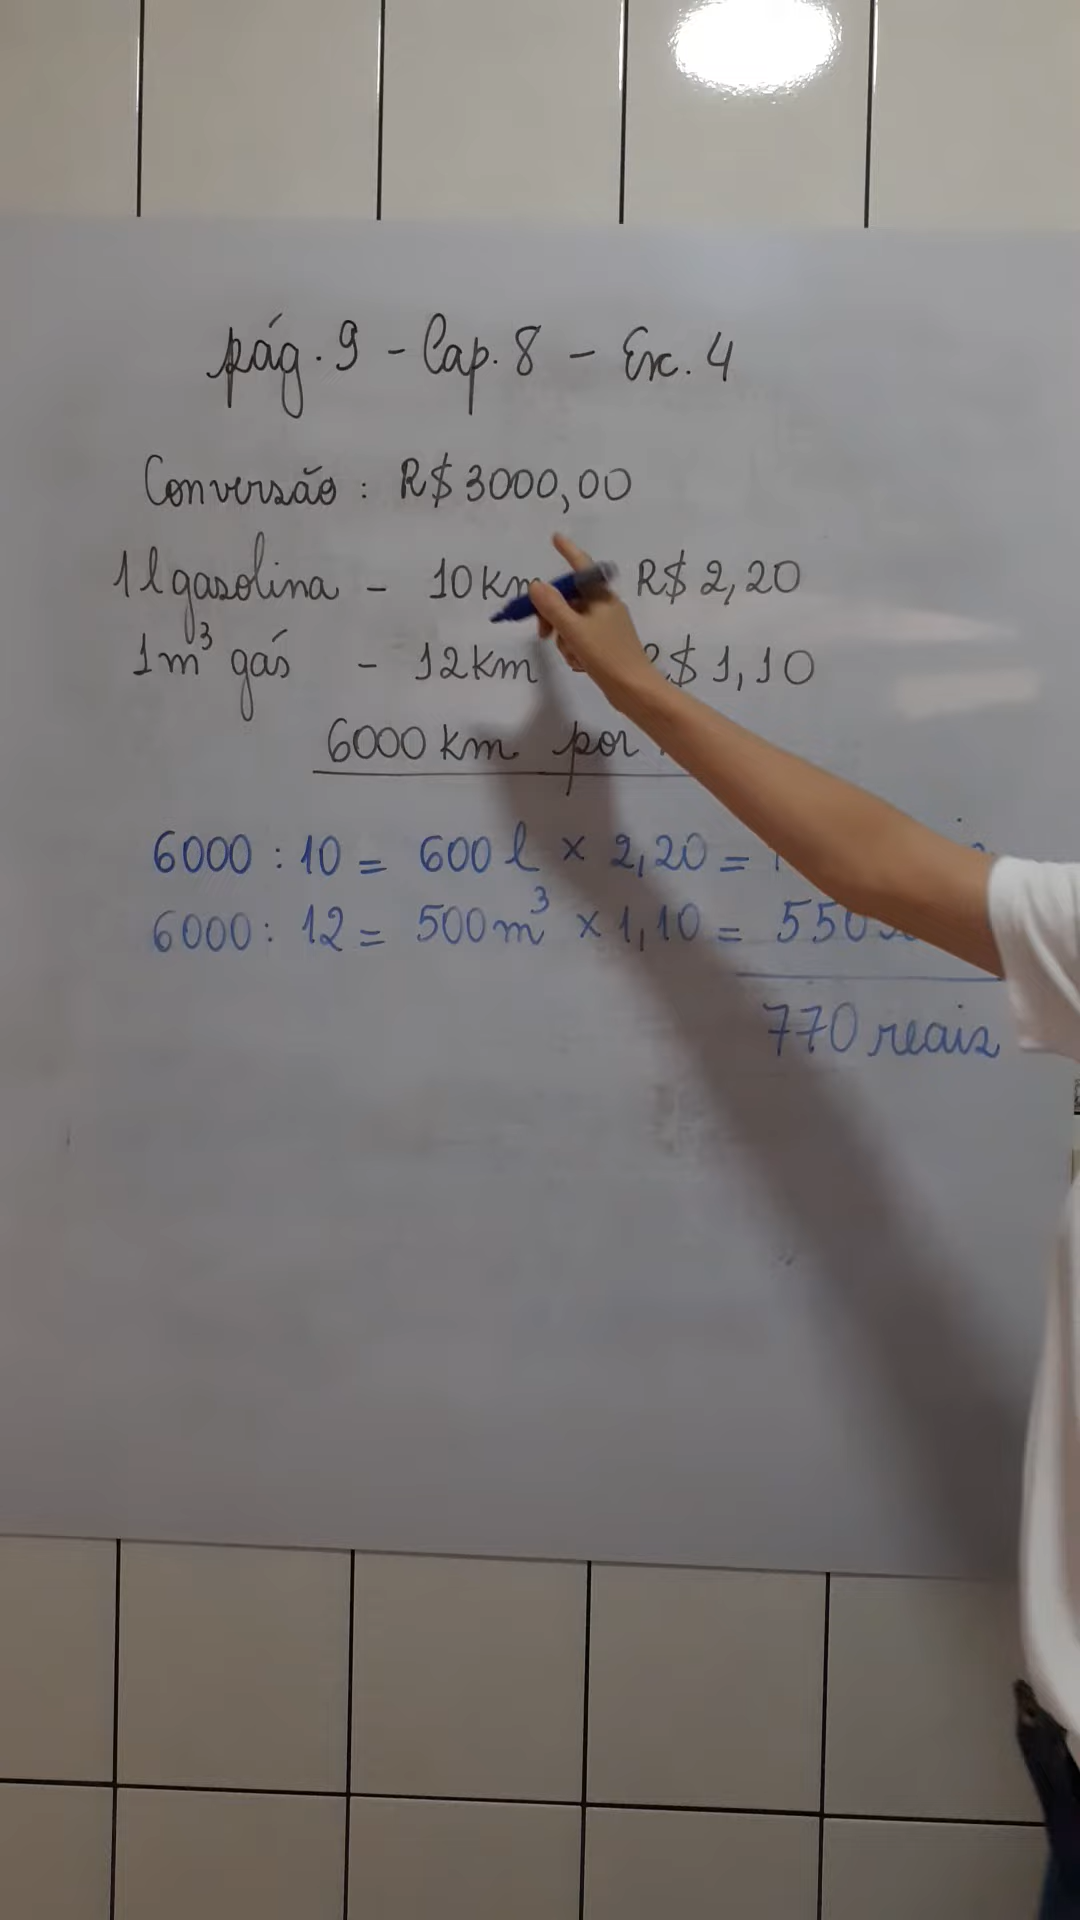 pág. 9 - Cap. 8 - Exc. 4
Conversão : R$ 3000,00
1 l gasolina - 10 km R$ 2,20
1 m³ gás - 12 km R$ 1,10
6000 km por
6000 : 10 = 600 l x 2,20 = 1
6000 : 12 = 500 m³ x 1,10 = 550
770 reais